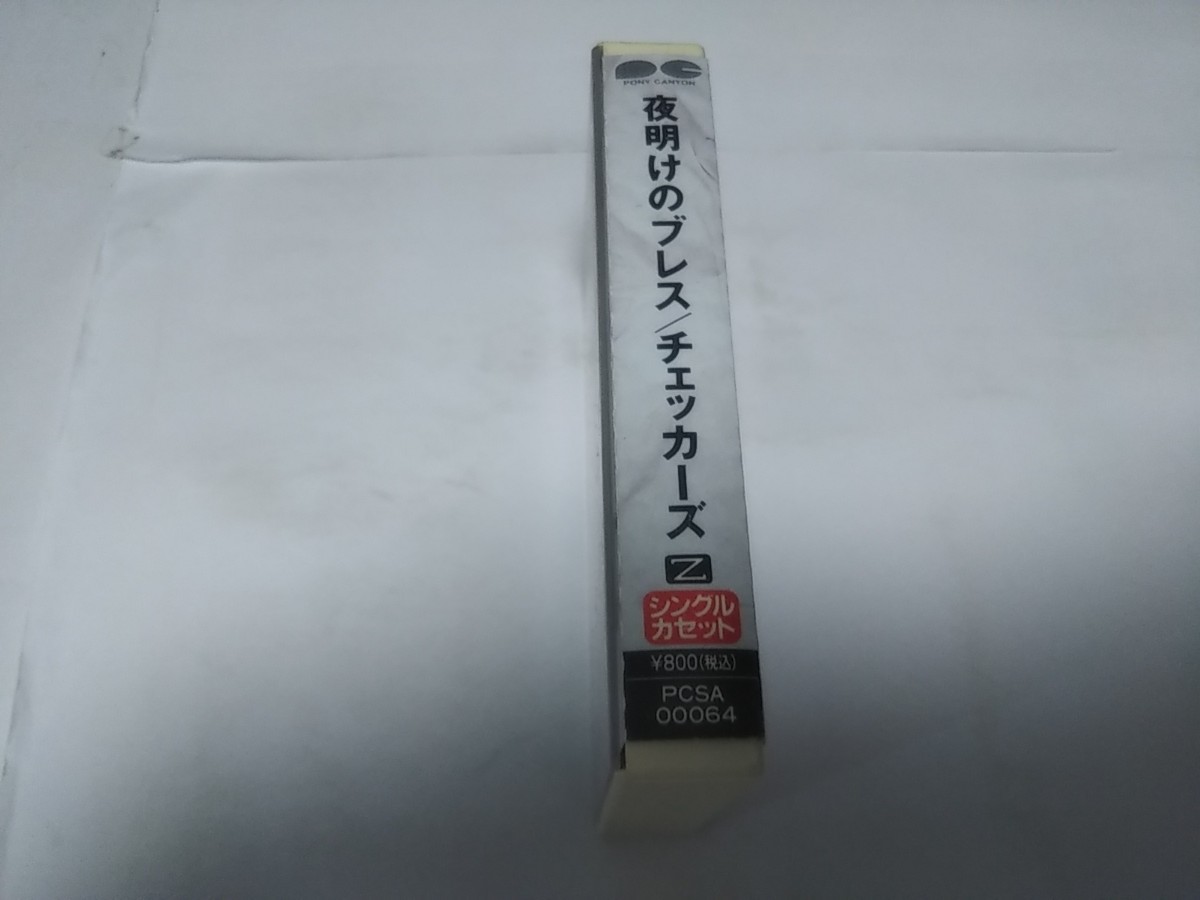 PC
PONY CANYON
夜明けのブレス/チェッカーズ
Z
シングル
カセット
¥800(税込)
PCSA
00064